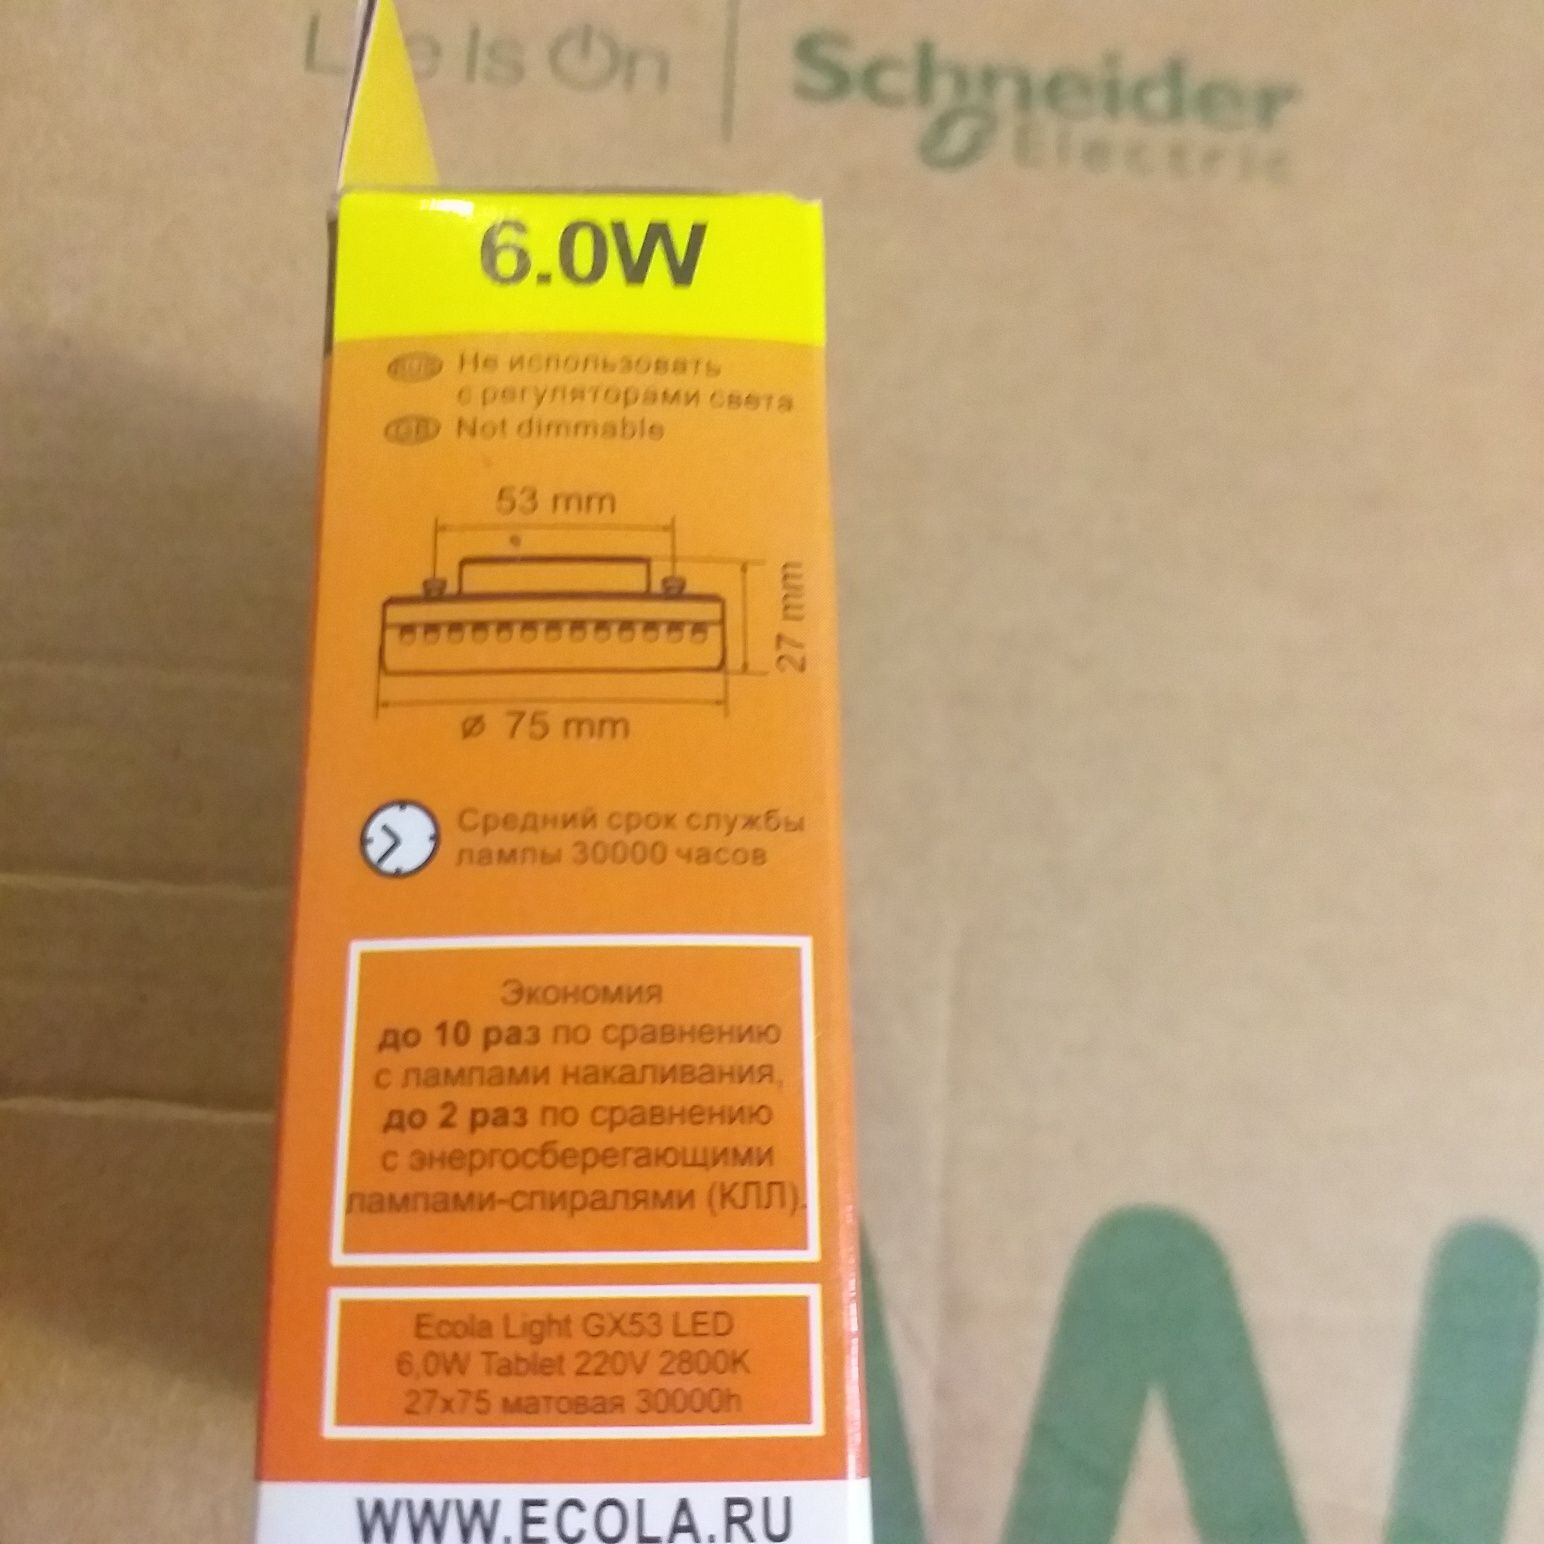 Life Is On
Schneider
Electric
6.0W
RUS Не использовать
с регуляторами света
GB Not dimmable
53 mm
27 mm
ø 75 mm
Средний срок службы
лампы 30000 часов
Экономия
до 10 раз по сравнению
с лампами накаливания,
до 2 раз по сравнению
с энергосберегающими
лампами-спиралями (КЛЛ).
Ecola Light GX53 LED
6,0W Tablet 220V 2800K
27x75 матовая 30000h
WWW.ECOLA.RU